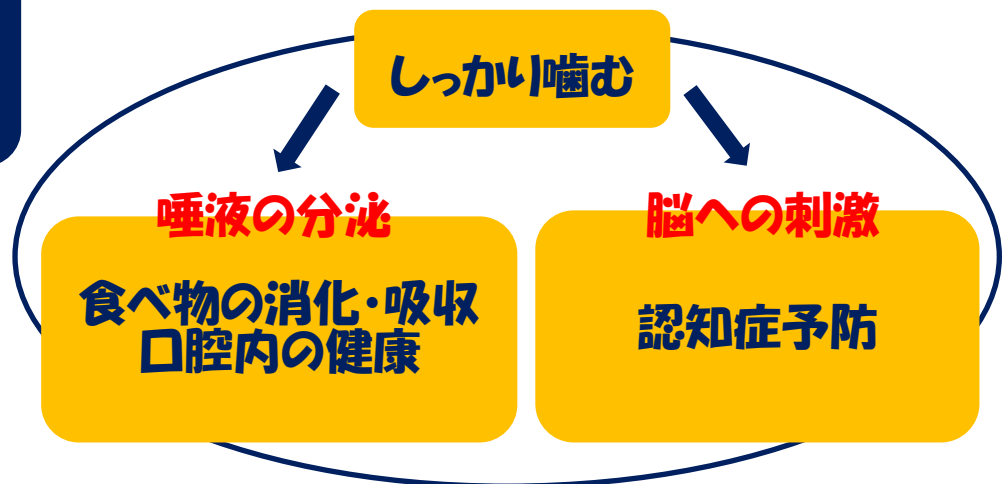 しっかり噛む
唾液の分泌
食べ物の消化・吸収
口腔内の健康
脳への刺激
認知症予防